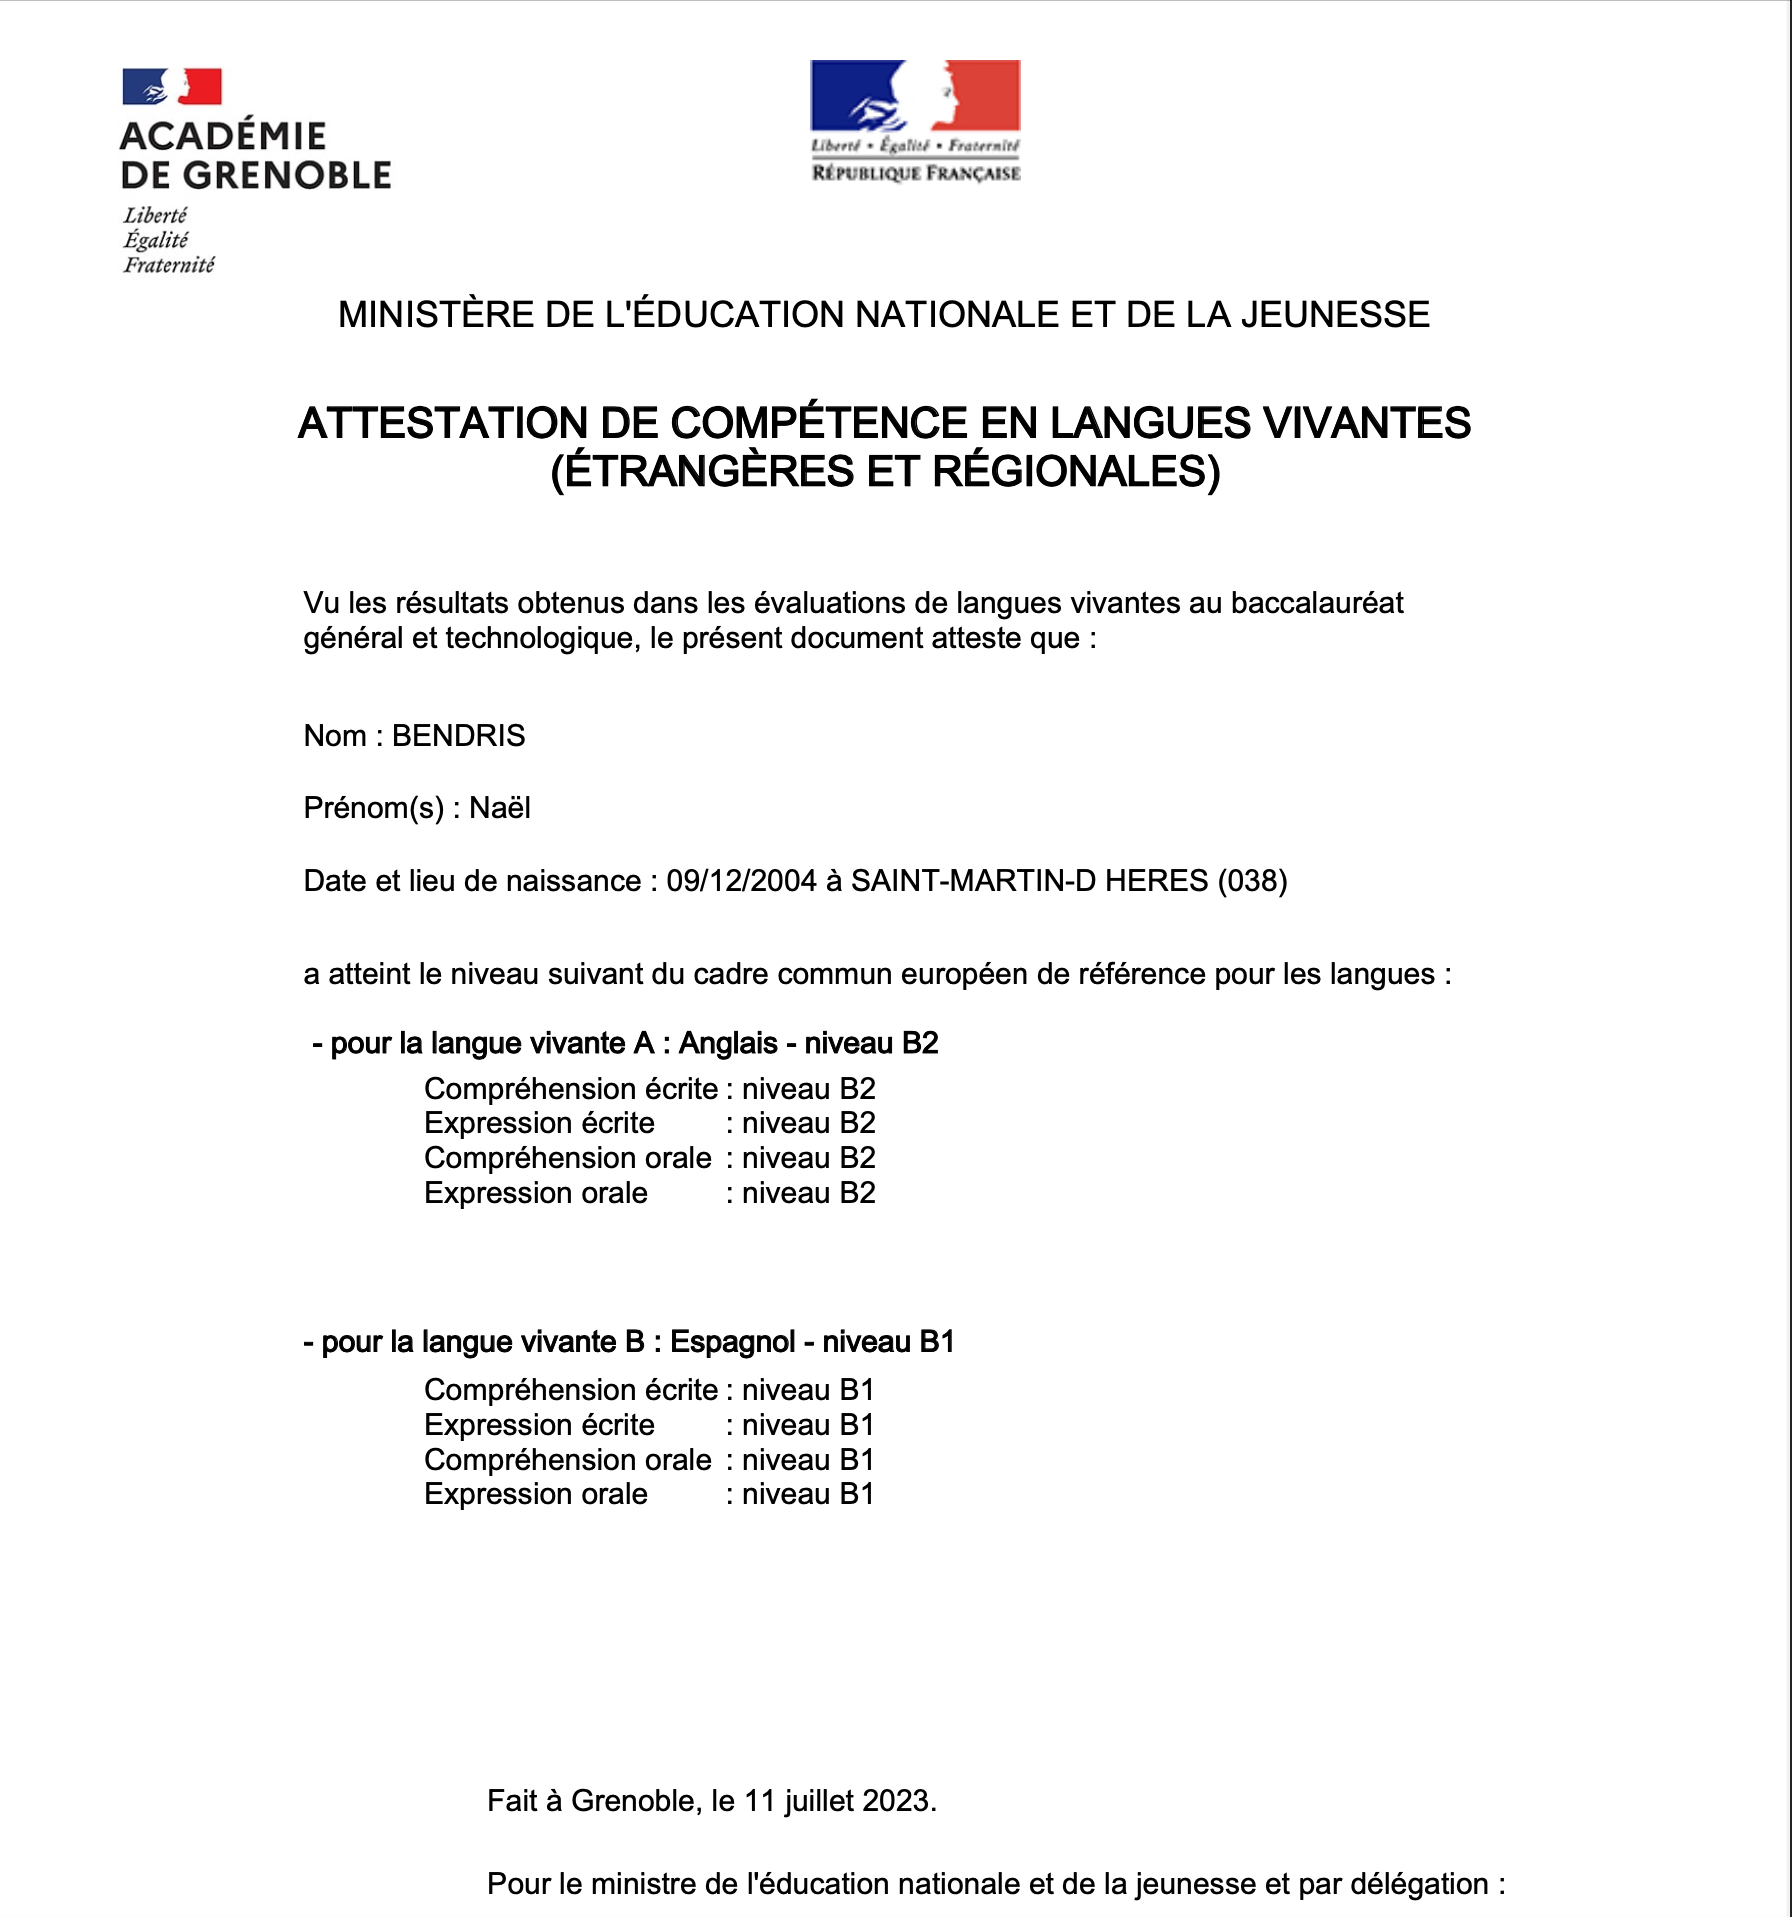 ACADÉMIE
DE GRENOBLE
Liberté
Égalité
Fraternité
Liberté • Égalité • Fraternité
RÉPUBLIQUE FRANÇAISE
MINISTÈRE DE L'ÉDUCATION NATIONALE ET DE LA JEUNESSE
ATTESTATION DE COMPÉTENCE EN LANGUES VIVANTES
(ÉTRANGÈRES ET RÉGIONALES)
Vu les résultats obtenus dans les évaluations de langues vivantes au baccalauréat
général et technologique, le présent document atteste que :
Nom : BENDRIS
Prénom(s) : Naël
Date et lieu de naissance : 09/12/2004 à SAINT-MARTIN-D HERES (038)
a atteint le niveau suivant du cadre commun européen de référence pour les langues :
- pour la langue vivante A : Anglais - niveau B2
Compréhension écrite : niveau B2
Expression écrite : niveau B2
Compréhension orale : niveau B2
Expression orale : niveau B2
- pour la langue vivante B : Espagnol - niveau B1
Compréhension écrite : niveau B1
Expression écrite : niveau B1
Compréhension orale : niveau B1
Expression orale : niveau B1
Fait à Grenoble, le 11 juillet 2023.
Pour le ministre de l'éducation nationale et de la jeunesse et par délégation :